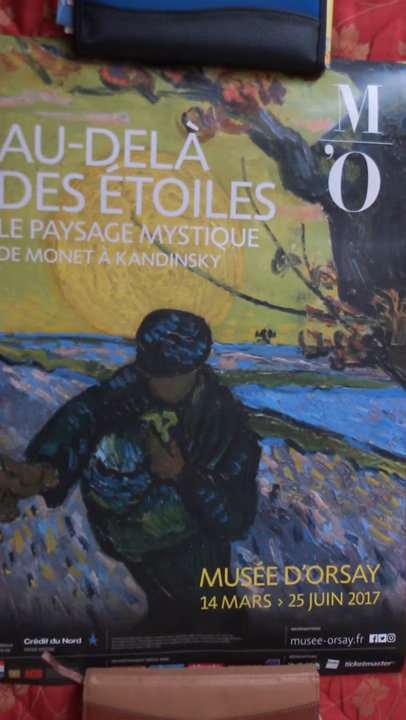 M
'O
AU-DELÀ
DES ÉTOILES
LE PAYSAGE MYSTIQUE
DE MONET À KANDINSKY
MUSÉE D'ORSAY
14 MARS > 25 JUIN 2017
Crédit du Nord
musee-orsay.fr
ticketmaster